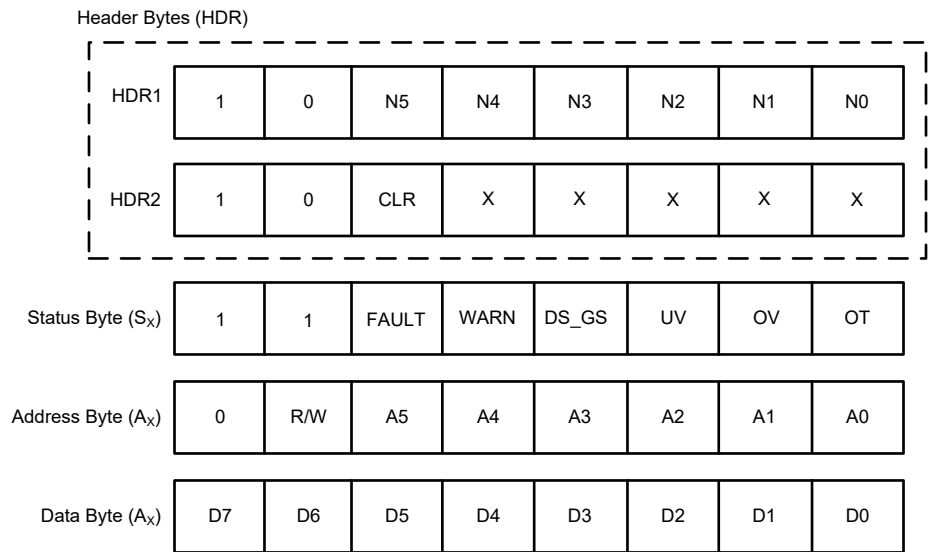 Header Bytes (HDR)
HDR1 1 0 N5 N4 N3 N2 N1 N0
HDR2 1 0 CLR X X X X X
Status Byte (SX) 1 1 FAULT WARN DS_GS UV OV OT
Address Byte (AX) 0 R/W A5 A4 A3 A2 A1 A0
Data Byte (AX) D7 D6 D5 D4 D3 D2 D1 D0